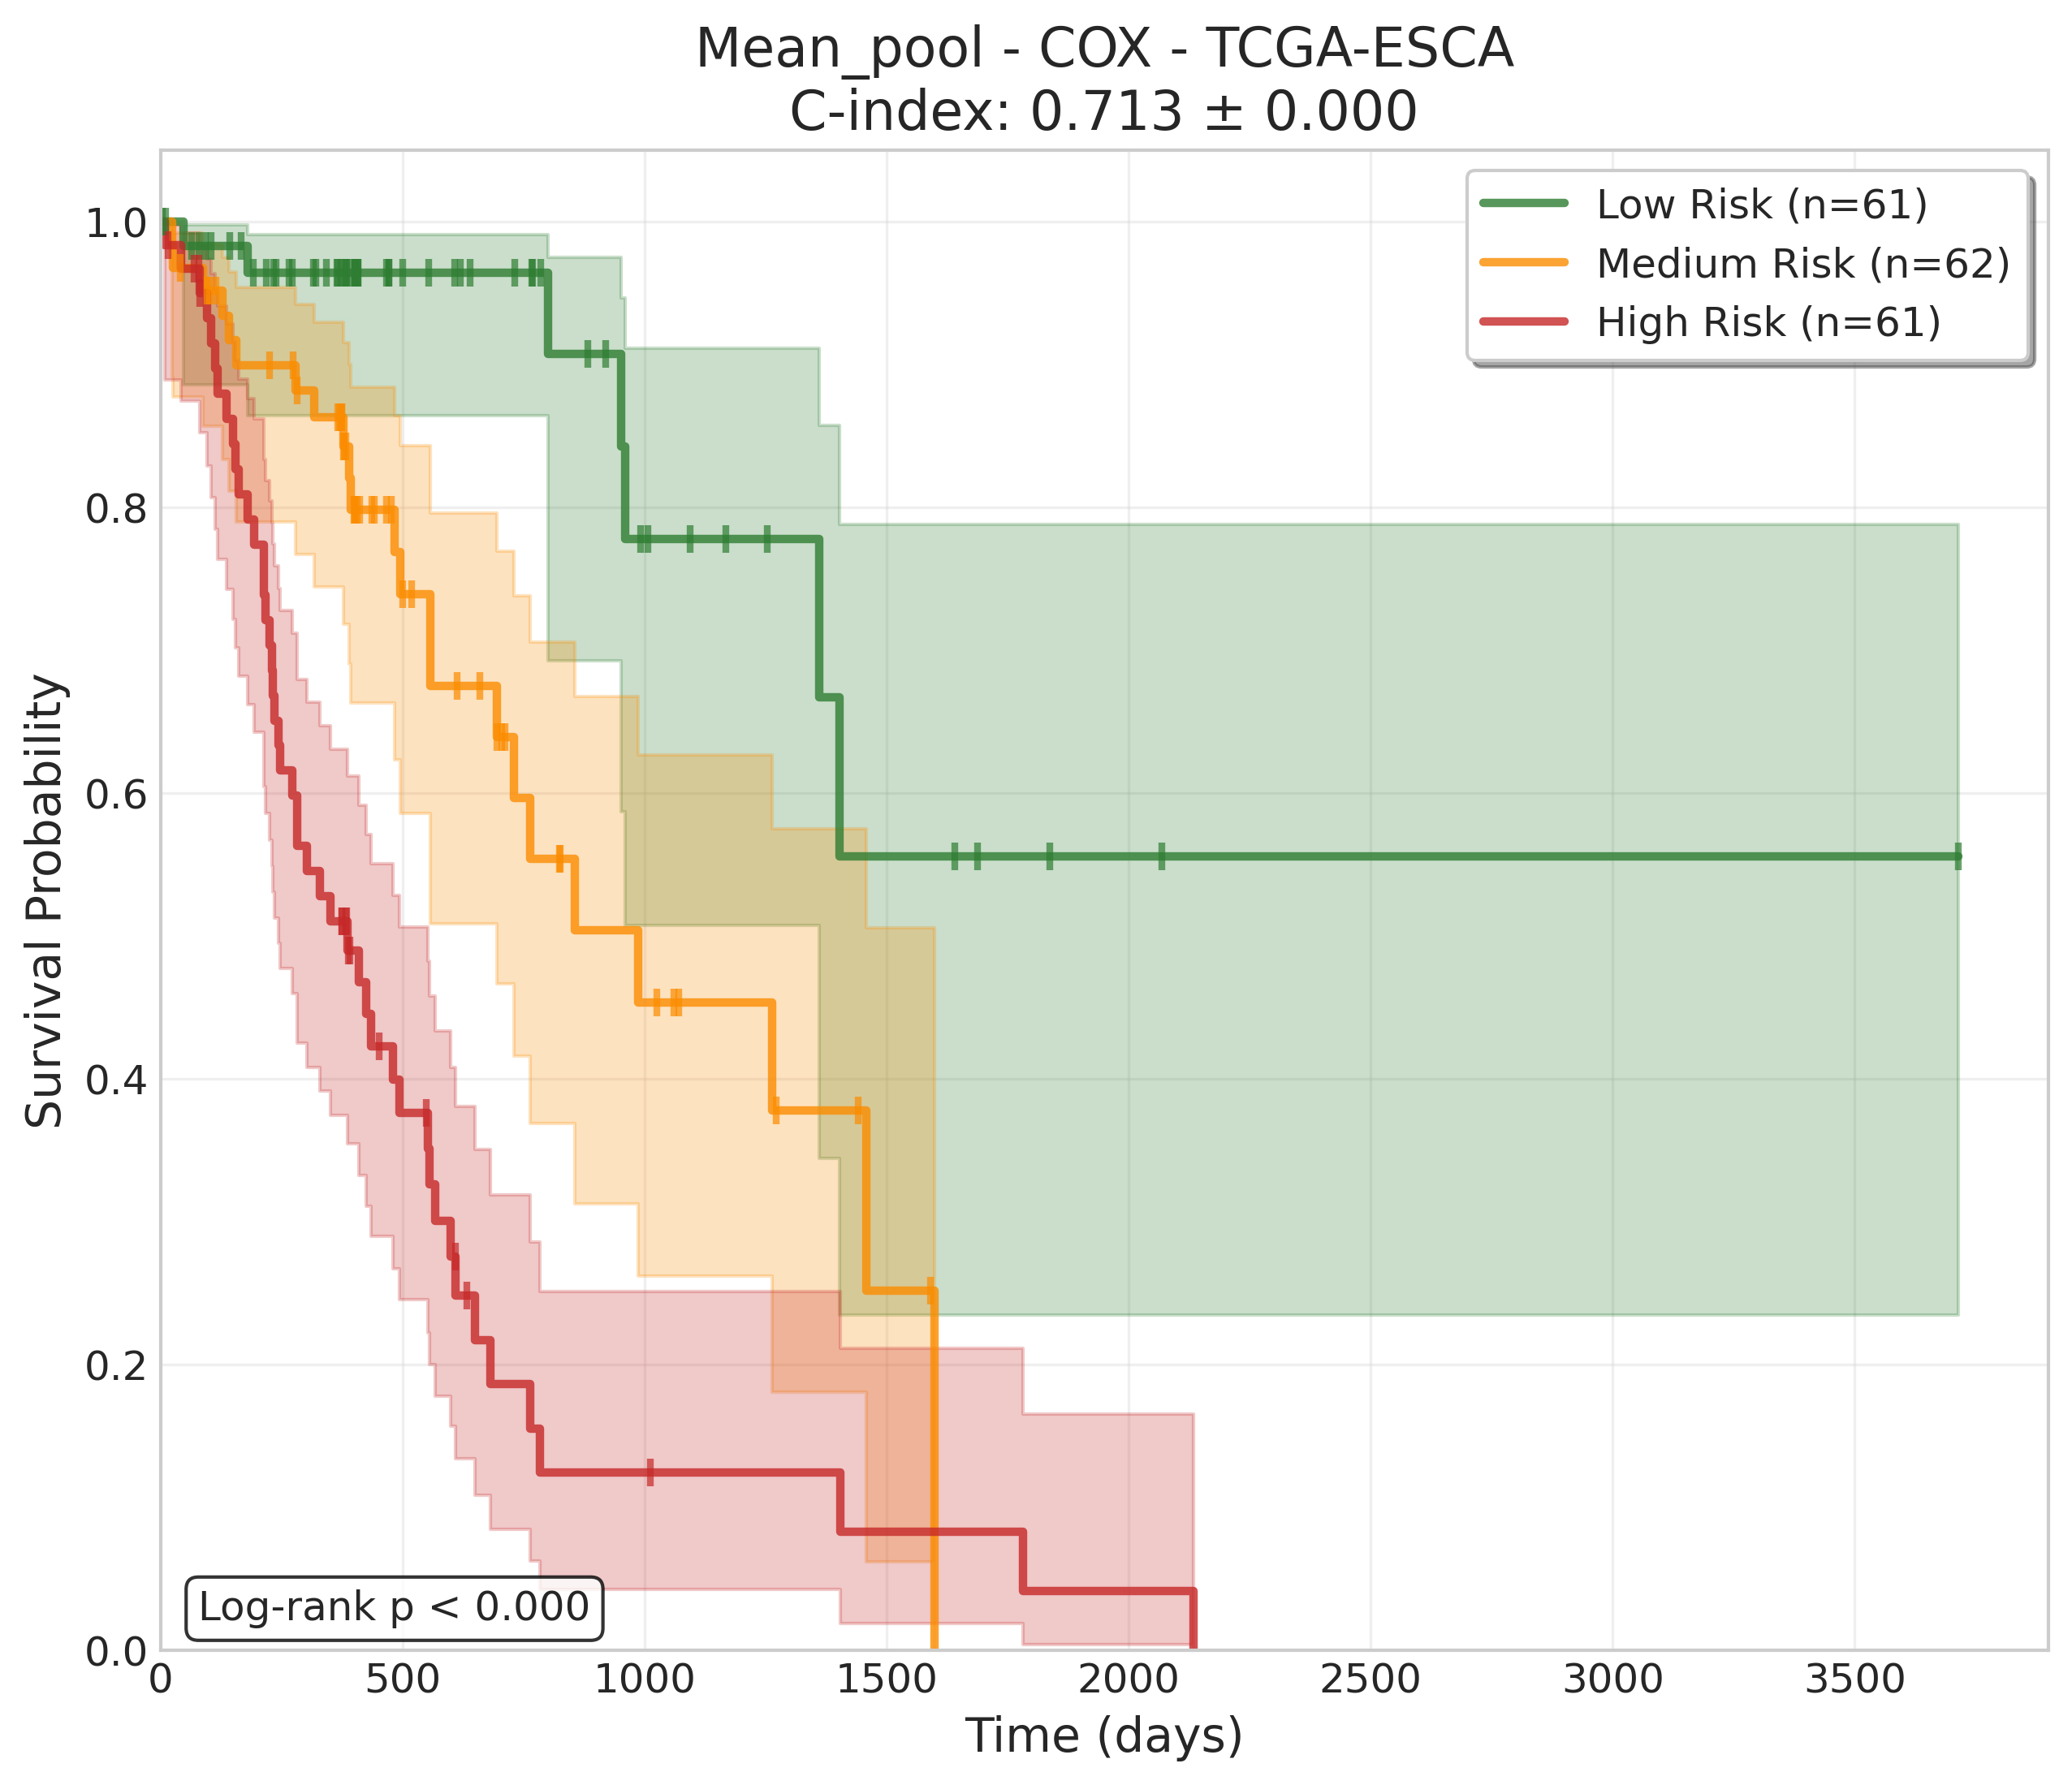 Mean_pool - COX - TCGA-ESCA
C-index: 0.713 ± 0.000
Low Risk (n=61)
Medium Risk (n=62)
High Risk (n=61)
Survival Probability
1.0
0.8
0.6
0.4
0.2
0.0
Log-rank p < 0.000
0 500 1000 1500 2000 2500 3000 3500
Time (days)